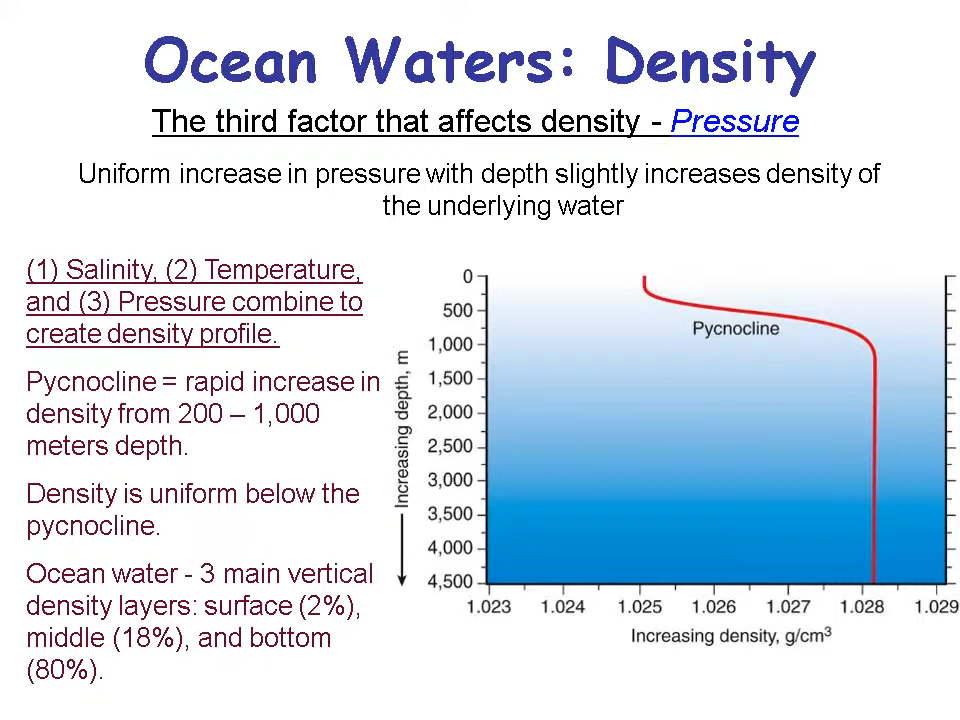 Ocean Waters: Density
The third factor that affects density - Pressure
Uniform increase in pressure with depth slightly increases density of
the underlying water
(1) Salinity, (2) Temperature,
and (3) Pressure combine to
create density profile.
Pycnocline = rapid increase in
density from 200 – 1,000
meters depth.
Density is uniform below the
pycnocline.
Ocean water - 3 main vertical
density layers: surface (2%),
middle (18%), and bottom
(80%).
Increasing depth, m
0
500
1,000
1,500
2,000
2,500
3,000
3,500
4,000
4,500
Pycnocline
1.023 1.024 1.025 1.026 1.027 1.028 1.029
Increasing density, g/cm³